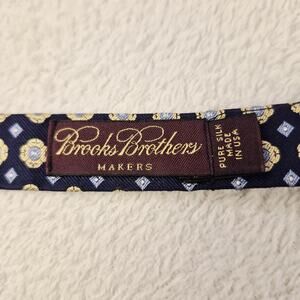 Brooks Brothers
MAKERS
PURE SILK
MADE
IN USA